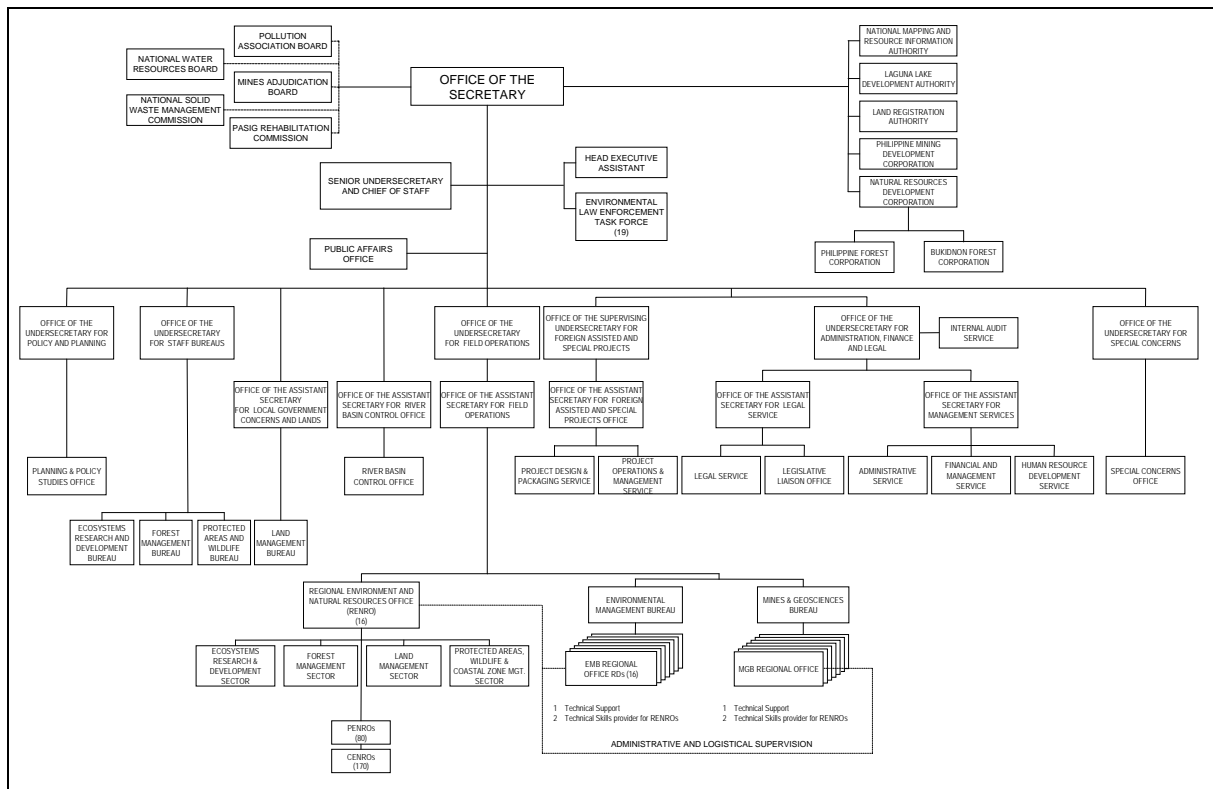 POLLUTION
ASSOCIATION BOARD
NATIONAL WATER
RESOURCES BOARD
MINES ADJUDICATION
BOARD
NATIONAL SOLID
WASTE MANAGEMENT
COMMISSION
PASIG REHABILITATION
COMMISSION
OFFICE OF THE
SECRETARY
NATIONAL MAPPING AND
RESOURCE INFORMATION
AUTHORITY
LAGUNA LAKE
DEVELOPMENT AUTHORITY
LAND REGISTRATION
AUTHORITY
PHILIPPINE MINING
DEVELOPMENT
CORPORATION
NATURAL RESOURCES
DEVELOPMENT
CORPORATION
PHILIPPINE FOREST
CORPORATION
BUKIDNON FOREST
CORPORATION
SENIOR UNDERSECRETARY
AND CHIEF OF STAFF
HEAD EXECUTIVE
ASSISTANT
ENVIRONMENTAL
LAW ENFORCEMENT
TASK FORCE
(19)
PUBLIC AFFAIRS
OFFICE
OFFICE OF THE
UNDERSECRETARY FOR
POLICY AND PLANNING
OFFICE OF THE
UNDERSECRETARY
FOR STAFF BUREAUS
OFFICE OF THE
UNDERSECRETARY
FOR FIELD OPERATIONS
OFFICE OF THE SUPERVISING
UNDERSECRETARY FOR
FOREIGN ASSISTED AND
SPECIAL PROJECTS
OFFICE OF THE
UNDERSECRETARY FOR
ADMINISTRATION, FINANCE
AND LEGAL
INTERNAL AUDIT
SERVICE
OFFICE OF THE
UNDERSECRETARY FOR
SPECIAL CONCERNS
OFFICE OF THE ASSISTANT
SECRETARY
FOR LOCAL GOVERNMENT
CONCERNS AND LANDS
OFFICE OF THE ASSISTANT
SECRETARY FOR RIVER
BASIN CONTROL OFFICE
OFFICE OF THE ASSISTANT
SECRETARY FOR FIELD
OPERATIONS
OFFICE OF THE ASSISTANT
SECRETARY FOR FOREIGN
ASSISTED AND SPECIAL
PROJECTS OFFICE
OFFICE OF THE ASSISTANT
SECRETARY FOR LEGAL
SERVICE
OFFICE OF THE ASSISTANT
SECRETARY FOR
MANAGEMENT SERVICES
PLANNING & POLICY
STUDIES OFFICE
RIVER BASIN
CONTROL OFFICE
PROJECT DESIGN &
PACKAGING SERVICE
PROJECT
OPERATIONS &
MANAGEMENT
SERVICE
LEGAL SERVICE
LEGISLATIVE
LIAISON OFFICE
ADMINISTRATIVE
SERVICE
FINANCIAL AND
MANAGEMENT
SERVICE
HUMAN RESOURCE
DEVELOPMENT
SERVICE
SPECIAL CONCERNS
OFFICE
ECOSYSTEMS
RESEARCH AND
DEVELOPMENT
BUREAU
FOREST
MANAGEMENT
BUREAU
PROTECTED
AREAS AND
WILDLIFE BUREAU
LAND
MANAGEMENT
BUREAU
REGIONAL ENVIRONMENT AND
NATURAL RESOURCES OFFICE
(RENRO)
(16)
ENVIRONMENTAL
MANAGEMENT BUREAU
MINES & GEOSCIENCES
BUREAU
ECOSYSTEMS
RESEARCH &
DEVELOPMENT
SECTOR
FOREST
MANAGEMENT
SECTOR
LAND
MANAGEMENT
SECTOR
PROTECTED AREAS,
WILDLIFE &
COASTAL ZONE MGT.
SECTOR
EMB REGIONAL
OFFICE RDs (16)
MGB REGIONAL OFFICE
1 Technical Support
2 Technical Skills provider for RENROs
1 Technical Support
2 Technical Skills provider for RENROs
PENROs
(80)
CENROs
(170)
ADMINISTRATIVE AND LOGISTICAL SUPERVISION